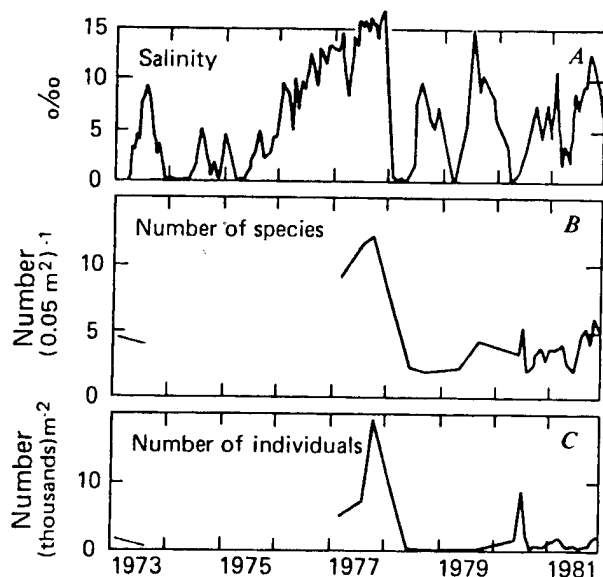 15
10
5
0
o/oo
Salinity
A
10
5
0
Number
(0.05 m²)⁻¹
Number of species
B
10
0
Number
(thousands)m⁻²
Number of individuals
C
1973 1975 1977 1979 1981